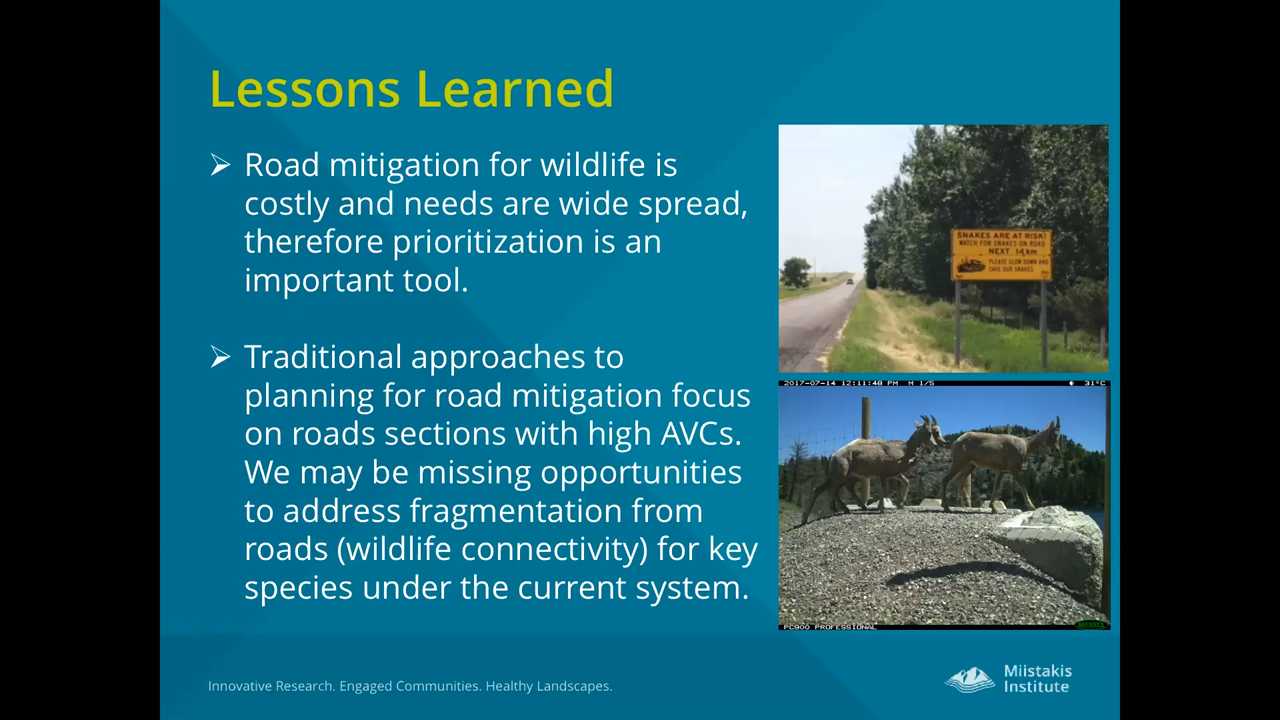 Lessons Learned
Road mitigation for wildlife is
costly and needs are wide spread,
therefore prioritization is an
important tool.
Traditional approaches to
planning for road mitigation focus
on roads sections with high AVCs.
We may be missing opportunities
to address fragmentation from
roads (wildlife connectivity) for key
species under the current system.
SNAKES ARE AT RISK!
WATCH FOR SNAKES ON ROAD
NEXT 14 km
PLEASE SLOW DOWN AND
SAVE OUR SNAKES
2017-07-14 12:11:48 PM M 1/5 31°C
PC900 PROFESSIONAL
Innovative Research. Engaged Communities. Healthy Landscapes.
Miistakis
Institute